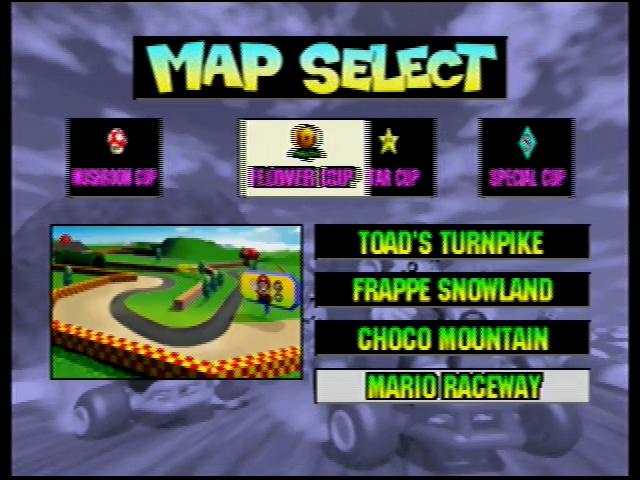 MAP SELECT
MUSHROOM CUP
FLOWER CUP
TAR CUP
SPECIAL CUP
TOAD'S TURNPIKE
FRAPPE SNOWLAND
CHOCO MOUNTAIN
MARIO RACEWAY